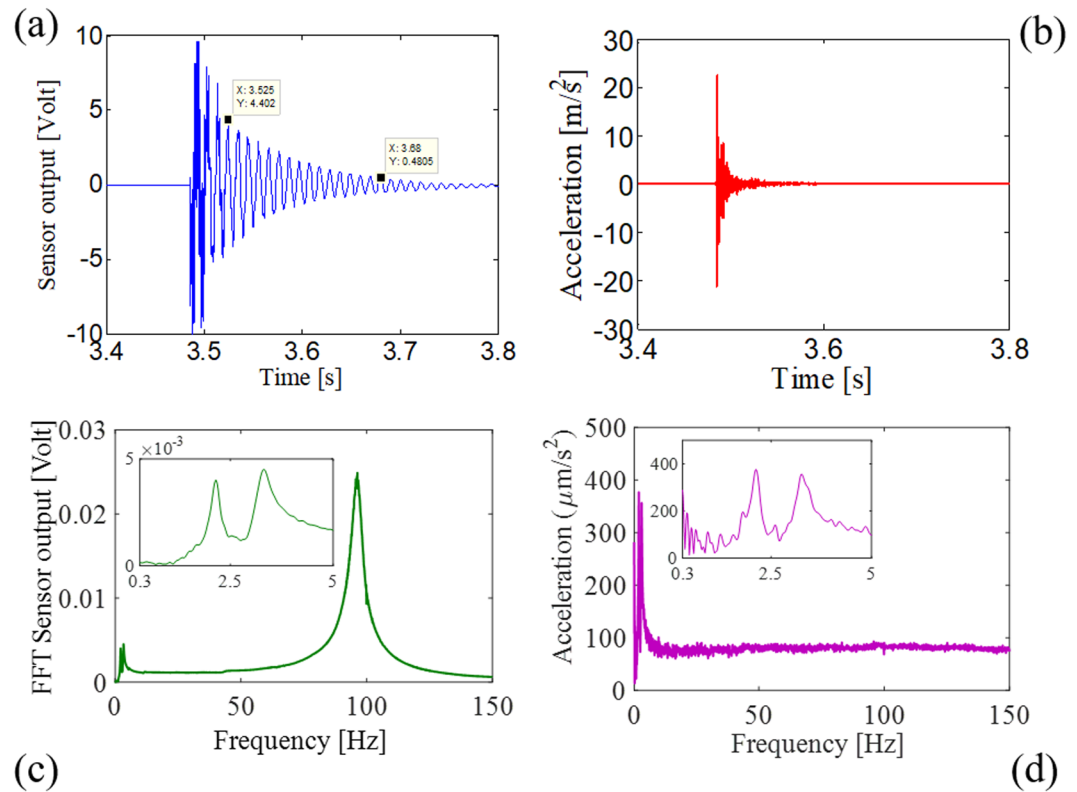 (a)
10
5
0
-5
-10
Sensor output [Volt]
X: 3.525
Y: 4.402
X: 3.68
Y: 0.4805
3.4 3.5 3.6 3.7 3.8
Time [s]
(b)
30
20
10
0
-10
-20
-30
Acceleration [m/s²]
3.4 3.6 3.8
Time [s]
0.03
0.02
0.01
0
FFT Sensor output [Volt]
5 ×10⁻³
0
0.3 2.5 5
0 50 100 150
Frequency [Hz]
(c)
500
400
300
200
100
0
Acceleration (μm/s²)
400
200
0
0.3 2.5 5
0 50 100 150
Frequency [Hz]
(d)